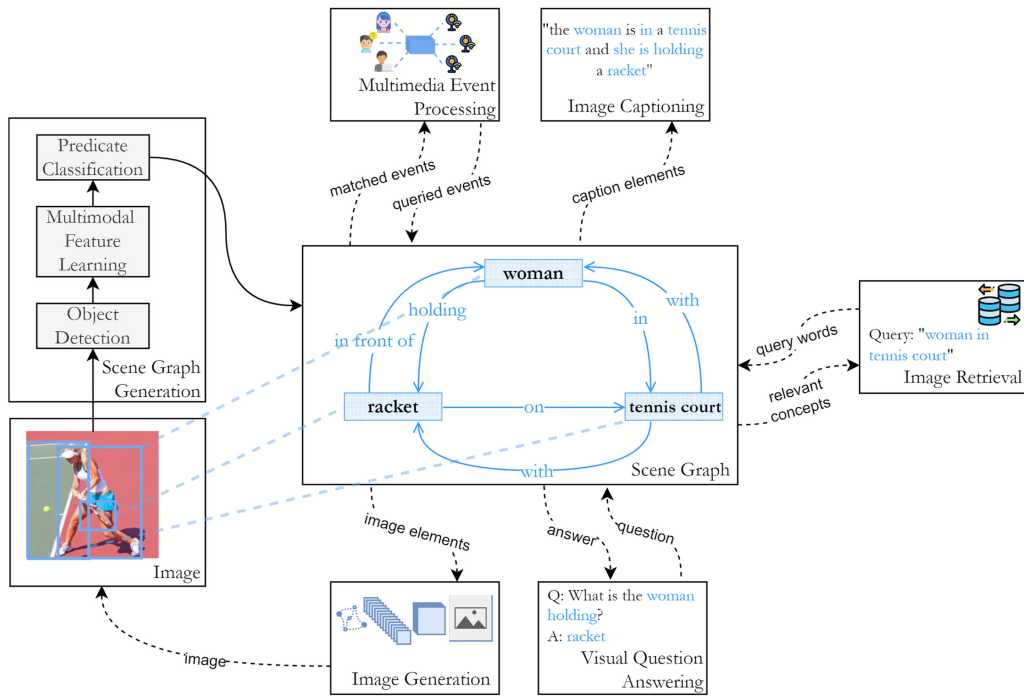 Multimedia Event
Processing
"the woman is in a tennis
court and she is holding
a racket"
Image Captioning
Predicate
Classification
Multimodal
Feature
Learning
Object
Detection
Scene Graph
Generation
matched events
queried events
caption elements
woman
holding
in front of
in
with
racket
on
tennis court
with
Scene Graph
query words
relevant
concepts
Query: "woman in
tennis court"
Image Retrieval
Image
image elements
answer
question
image
Image Generation
Q: What is the woman
holding?
A: racket
Visual Question
Answering